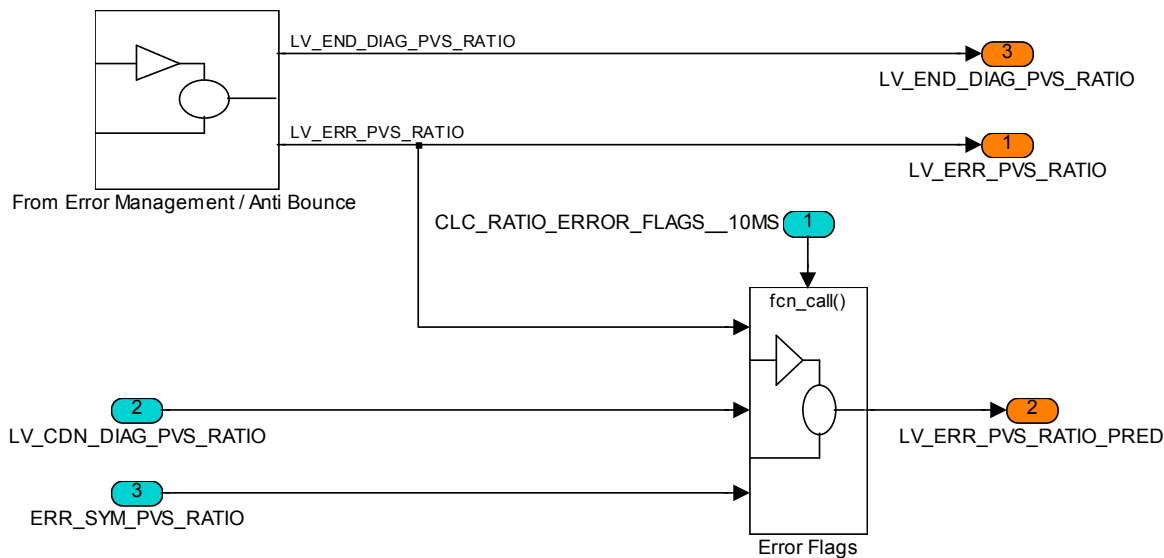 LV_END_DIAG_PVS_RATIO
3
LV_END_DIAG_PVS_RATIO
LV_ERR_PVS_RATIO
1
LV_ERR_PVS_RATIO
From Error Management / Anti Bounce
CLC_RATIO_ERROR_FLAGS__10MS
1
fcn_call()
2
LV_CDN_DIAG_PVS_RATIO
2
LV_ERR_PVS_RATIO_PRED
3
ERR_SYM_PVS_RATIO
Error Flags